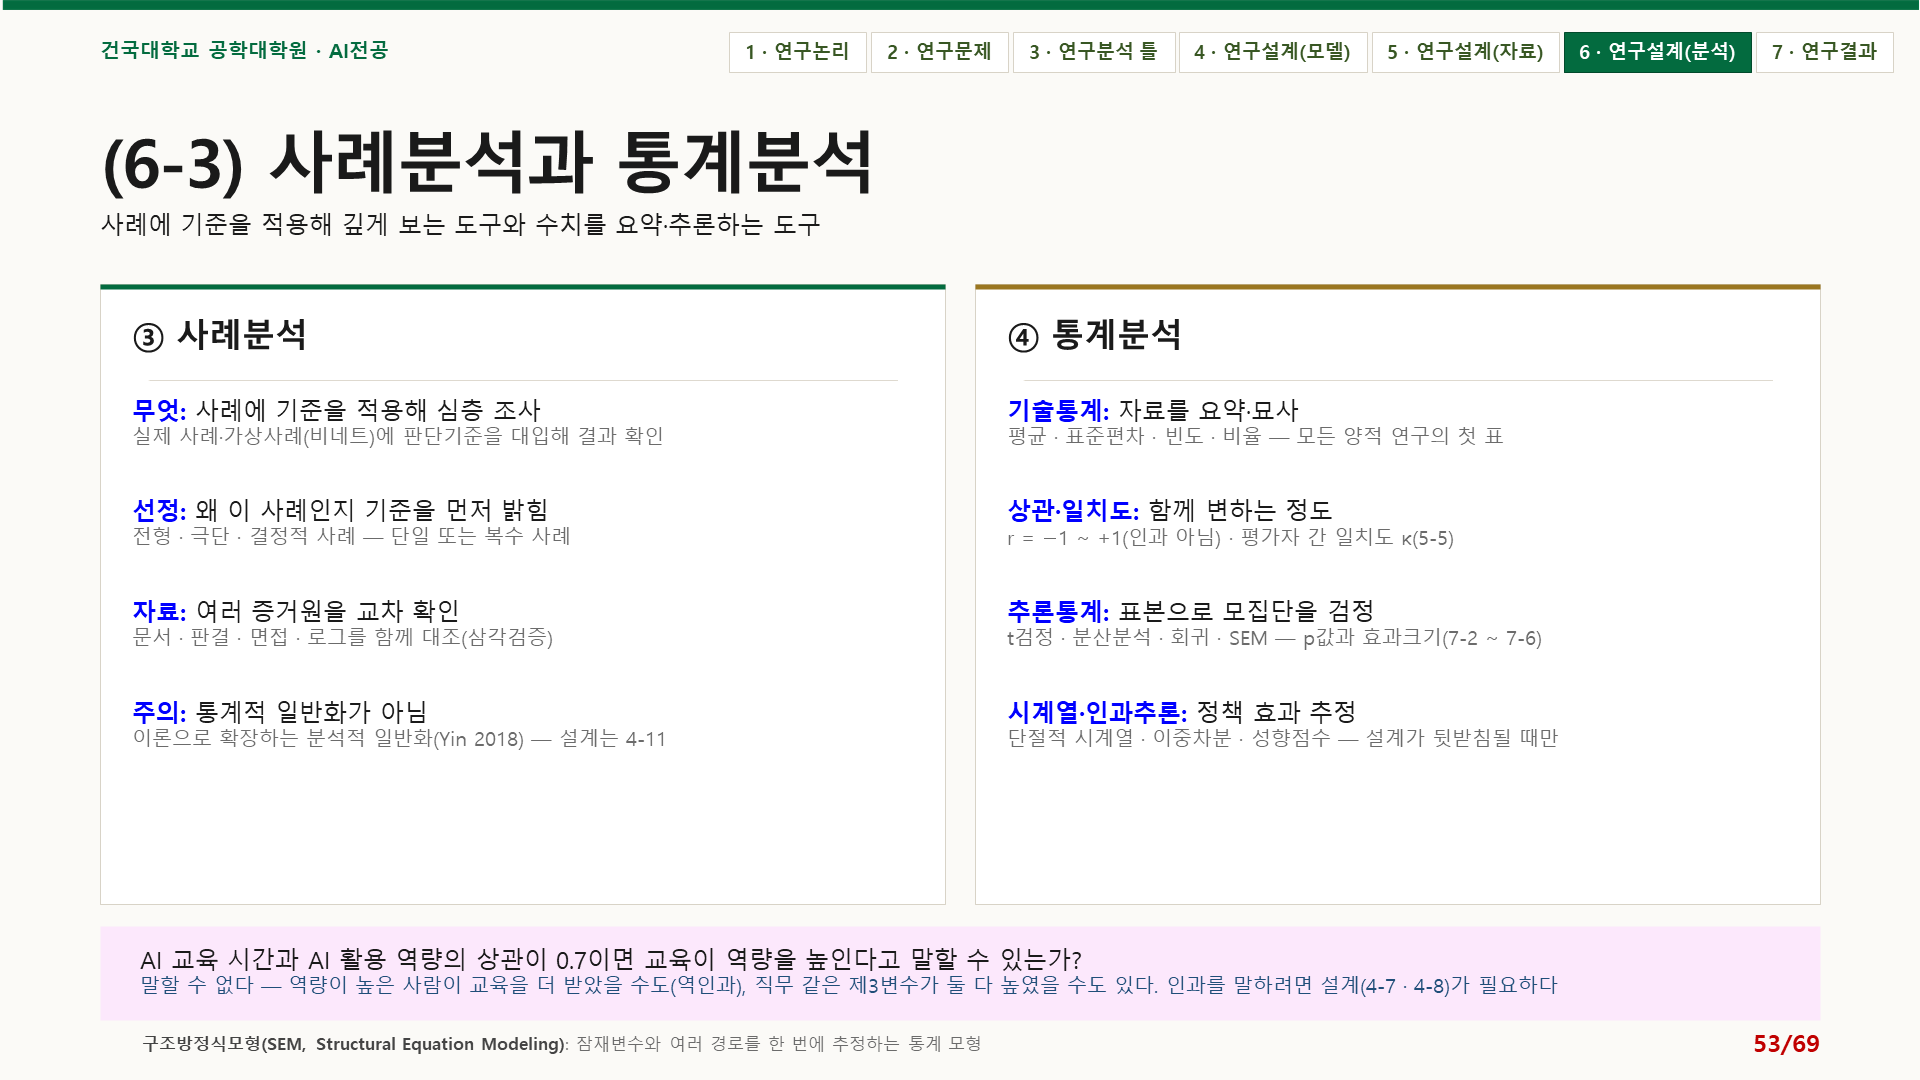 건국대학교 공학대학원 · AI전공
1 · 연구논리
2 · 연구문제
3 · 연구분석 틀
4 · 연구설계(모델)
5 · 연구설계(자료)
6 · 연구설계(분석)
7 · 연구결과
(6-3) 사례분석과 통계분석
사례에 기준을 적용해 깊게 보는 도구와 수치를 요약·추론하는 도구
③ 사례분석
무엇: 사례에 기준을 적용해 심층 조사
실제 사례·가상사례(비네트)에 판단기준을 대입해 결과 확인
선정: 왜 이 사례인지 기준을 먼저 밝힘
전형 · 극단 · 결정적 사례 — 단일 또는 복수 사례
자료: 여러 증거원을 교차 확인
문서 · 판결 · 면접 · 로그를 함께 대조(삼각검증)
주의: 통계적 일반화가 아님
이론으로 확장하는 분석적 일반화(Yin 2018) — 설계는 4-11
④ 통계분석
기술통계: 자료를 요약·묘사
평균 · 표준편차 · 빈도 · 비율 — 모든 양적 연구의 첫 표
상관·일치도: 함께 변하는 정도
r = −1 ~ +1(인과 아님) · 평가자 간 일치도 κ(5-5)
추론통계: 표본으로 모집단을 검정
t검정 · 분산분석 · 회귀 · SEM — p값과 효과크기(7-2 ~ 7-6)
시계열·인과추론: 정책 효과 추정
단절적 시계열 · 이중차분 · 성향점수 — 설계가 뒷받침될 때만
AI 교육 시간과 AI 활용 역량의 상관이 0.7이면 교육이 역량을 높인다고 말할 수 있는가?
말할 수 없다 — 역량이 높은 사람이 교육을 더 받았을 수도(역인과), 직무 같은 제3변수가 둘 다 높였을 수도 있다. 인과를 말하려면 설계(4-7 · 4-8)가 필요하다
구조방정식모형(SEM, Structural Equation Modeling): 잠재변수와 여러 경로를 한 번에 추정하는 통계 모형
53/69